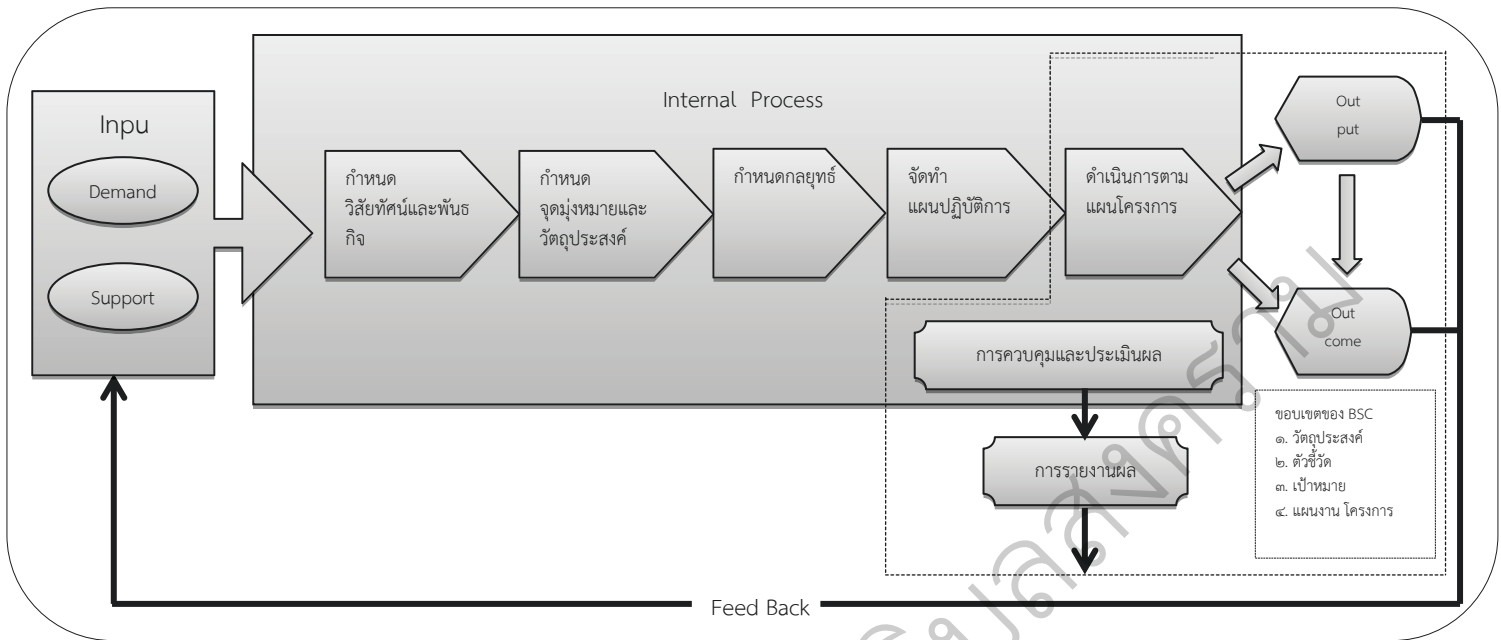 Internal Process
Inpu
Demand
Support
กำหนด
วิสัยทัศน์และพันธ
กิจ
กำหนด
จุดมุ่งหมายและ
วัตถุประสงค์
กำหนดกลยุทธ์
จัดทำ
แผนปฏิบัติการ
ดำเนินการตาม
แผนโครงการ
Out
put
Out
come
การควบคุมและประเมินผล
การรายงานผล
ขอบเขตของ BSC
๑. วัตถุประสงค์
๒. ตัวชี้วัด
๓. เป้าหมาย
๔. แผนงาน โครงการ
Feed Back